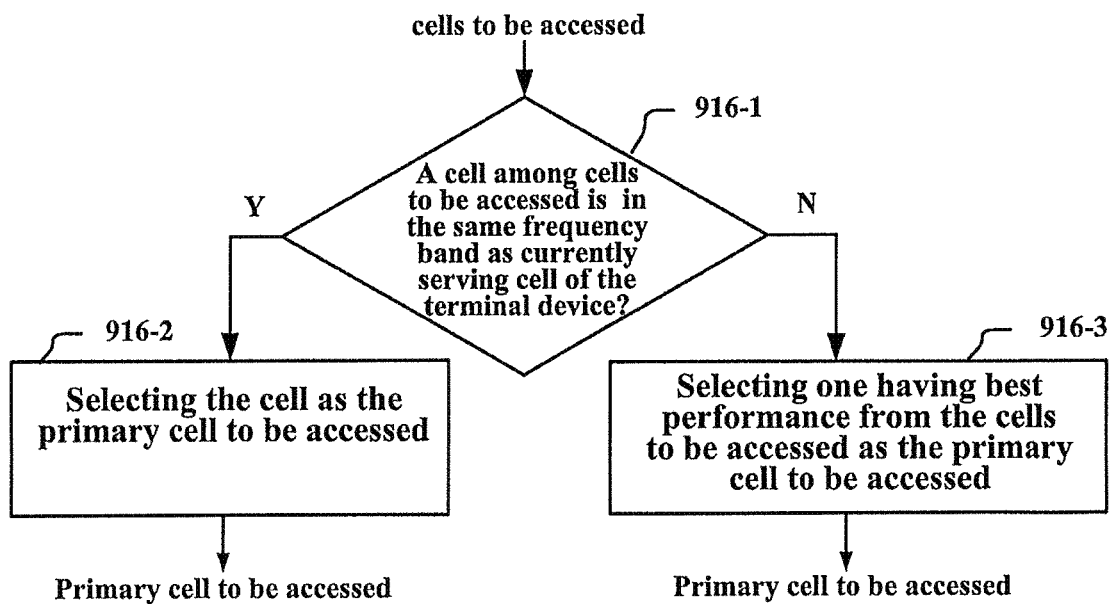 cells to be accessed
916-1
A cell among cells
to be accessed is in
the same frequency
band as currently
serving cell of the
terminal device?
Y
N
916-2
Selecting the cell as the
primary cell to be accessed
916-3
Selecting one having best
performance from the cells
to be accessed as the primary
cell to be accessed
Primary cell to be accessed
Primary cell to be accessed